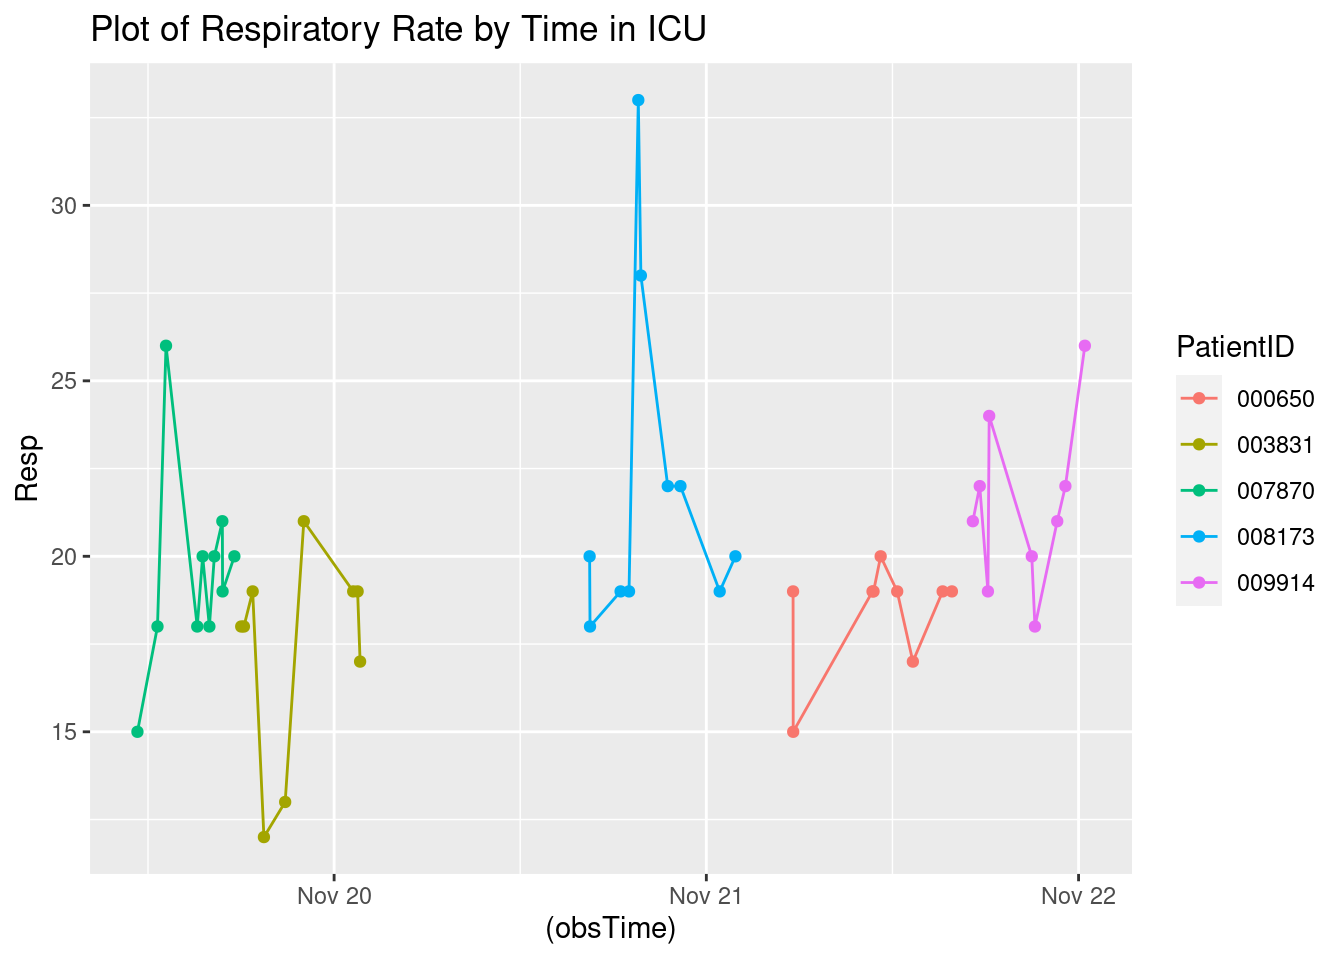 Plot of Respiratory Rate by Time in ICU
30
25
20
15
Resp
Nov 20
Nov 21
Nov 22
(obsTime)
PatientID
000650
003831
007870
008173
009914